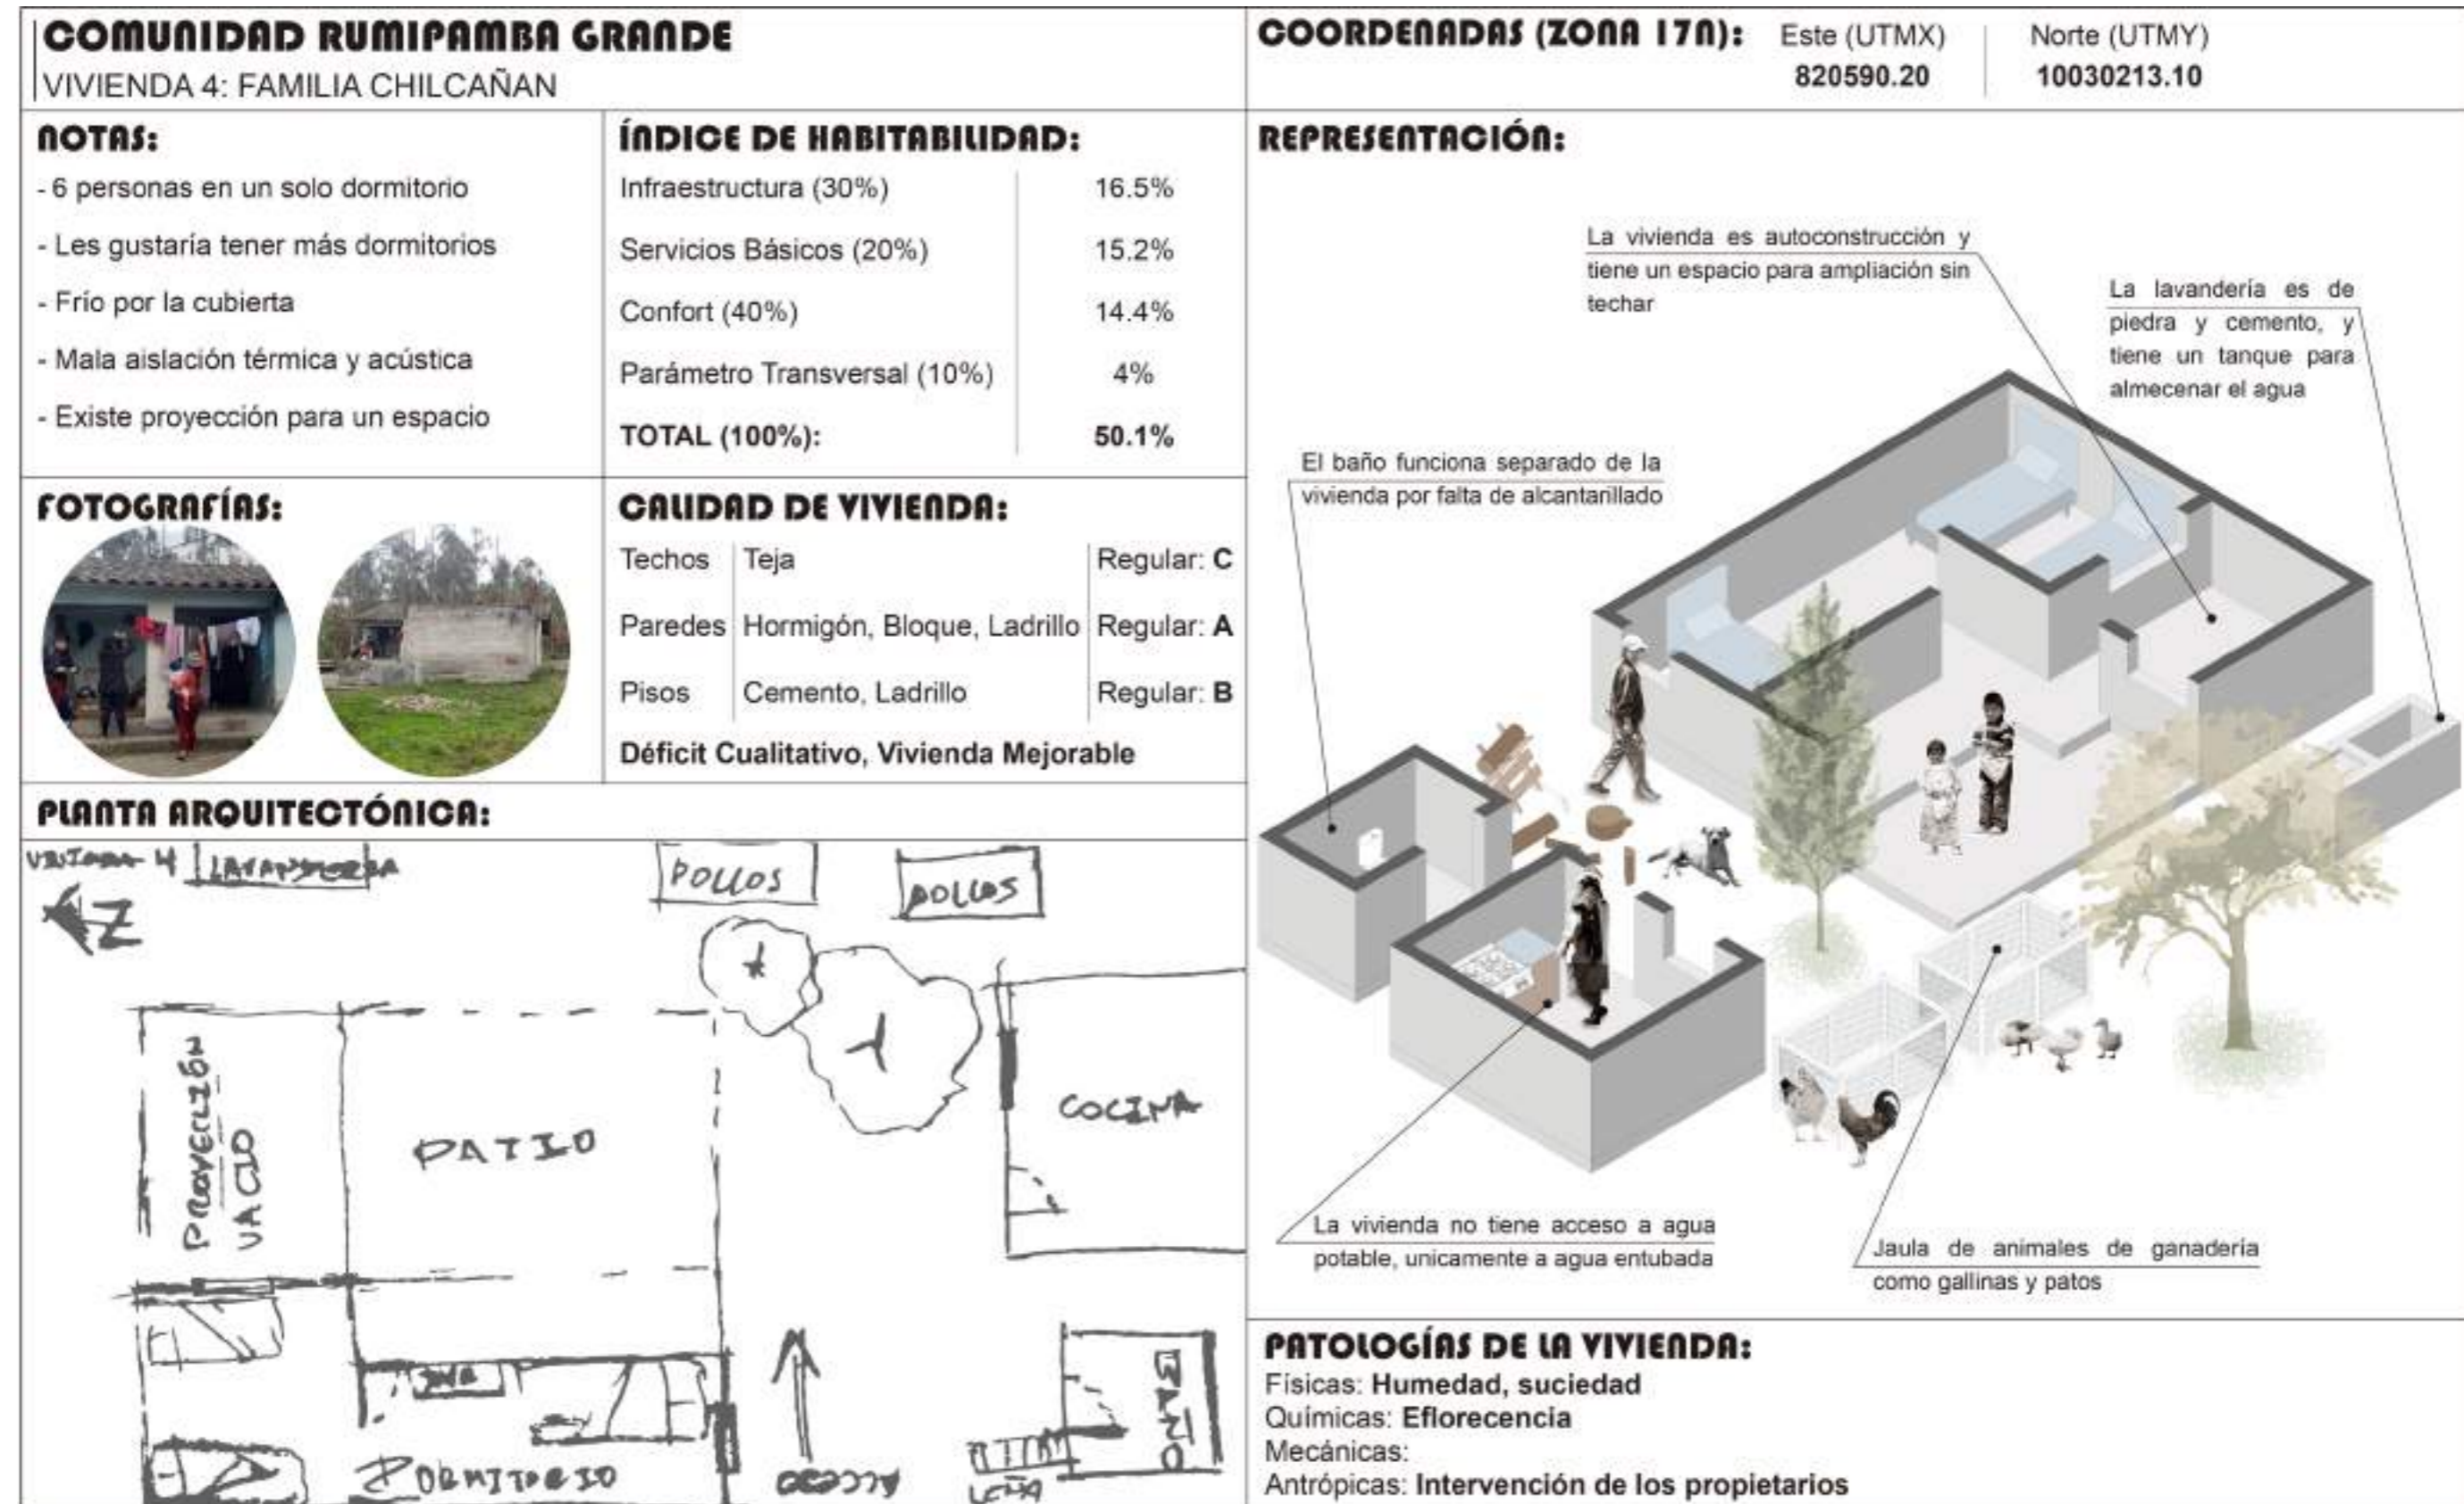 COMUNIDAD RUMIPAMBA GRANDE
VIVIENDA 4: FAMILIA CHILCAÑAN
COORDENADAS (ZONA 17N):
Este (UTMX)
820590.20
Norte (UTMY)
10030213.10
NOTAS:
- 6 personas en un solo dormitorio
- Les gustaría tener más dormitorios
- Frío por la cubierta
- Mala aislación térmica y acústica
- Existe proyección para un espacio
ÍNDICE DE HABITABILIDAD:
Infraestructura (30%) 16.5%
Servicios Básicos (20%) 15.2%
Confort (40%) 14.4%
Parámetro Transversal (10%) 4%
TOTAL (100%): 50.1%
FOTOGRAFÍAS:
CALIDAD DE VIVIENDA:
Techos Teja Regular: C
Paredes Hormigón, Bloque, Ladrillo Regular: A
Pisos Cemento, Ladrillo Regular: B
Déficit Cualitativo, Vivienda Mejorable
PLANTA ARQUITECTÓNICA:
LAVANDERÍA
POLLOS
POLLOS
N
PROYECCIÓN
VACIO
PATIO
COCINA
DORMITORIO
ACCESO
LEÑA
BAÑO
REPRESENTACIÓN:
La vivienda es autoconstrucción y
tiene un espacio para ampliación sin
techar
La lavandería es de
piedra y cemento, y
tiene un tanque para
almecenar el agua
El baño funciona separado de la
vivienda por falta de alcantarillado
La vivienda no tiene acceso a agua
potable, unicamente a agua entubada
Jaula de animales de ganadería
como gallinas y patos
PATOLOGÍAS DE LA VIVIENDA:
Físicas: Humedad, suciedad
Químicas: Eflorecencia
Mecánicas:
Antrópicas: Intervención de los propietarios